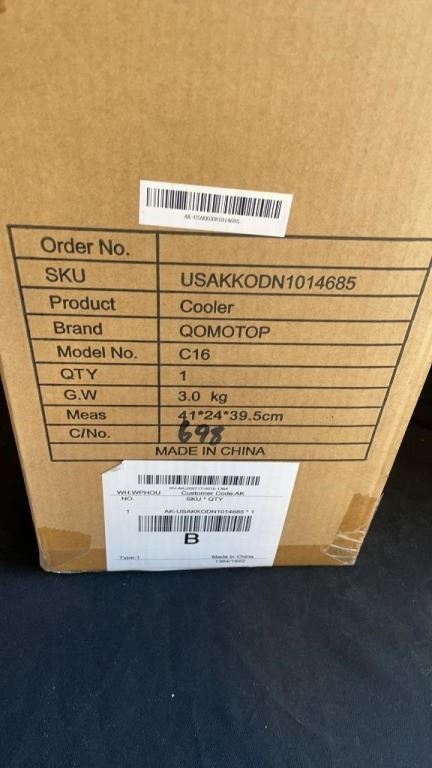 AK-USAKKODN1014685
Order No.
SKU USAKKODN1014685
Product Cooler
Brand QOMOTOP
Model No. C16
QTY 1
G.W 3.0 kg
Meas 41*24*39.5cm
C/No. 698
MADE IN CHINA
WH:WPHOU Customer Code:AK
NO. SKU * QTY
1 AK-USAKKODN1014685 * 1
B
Type:1 Made In China